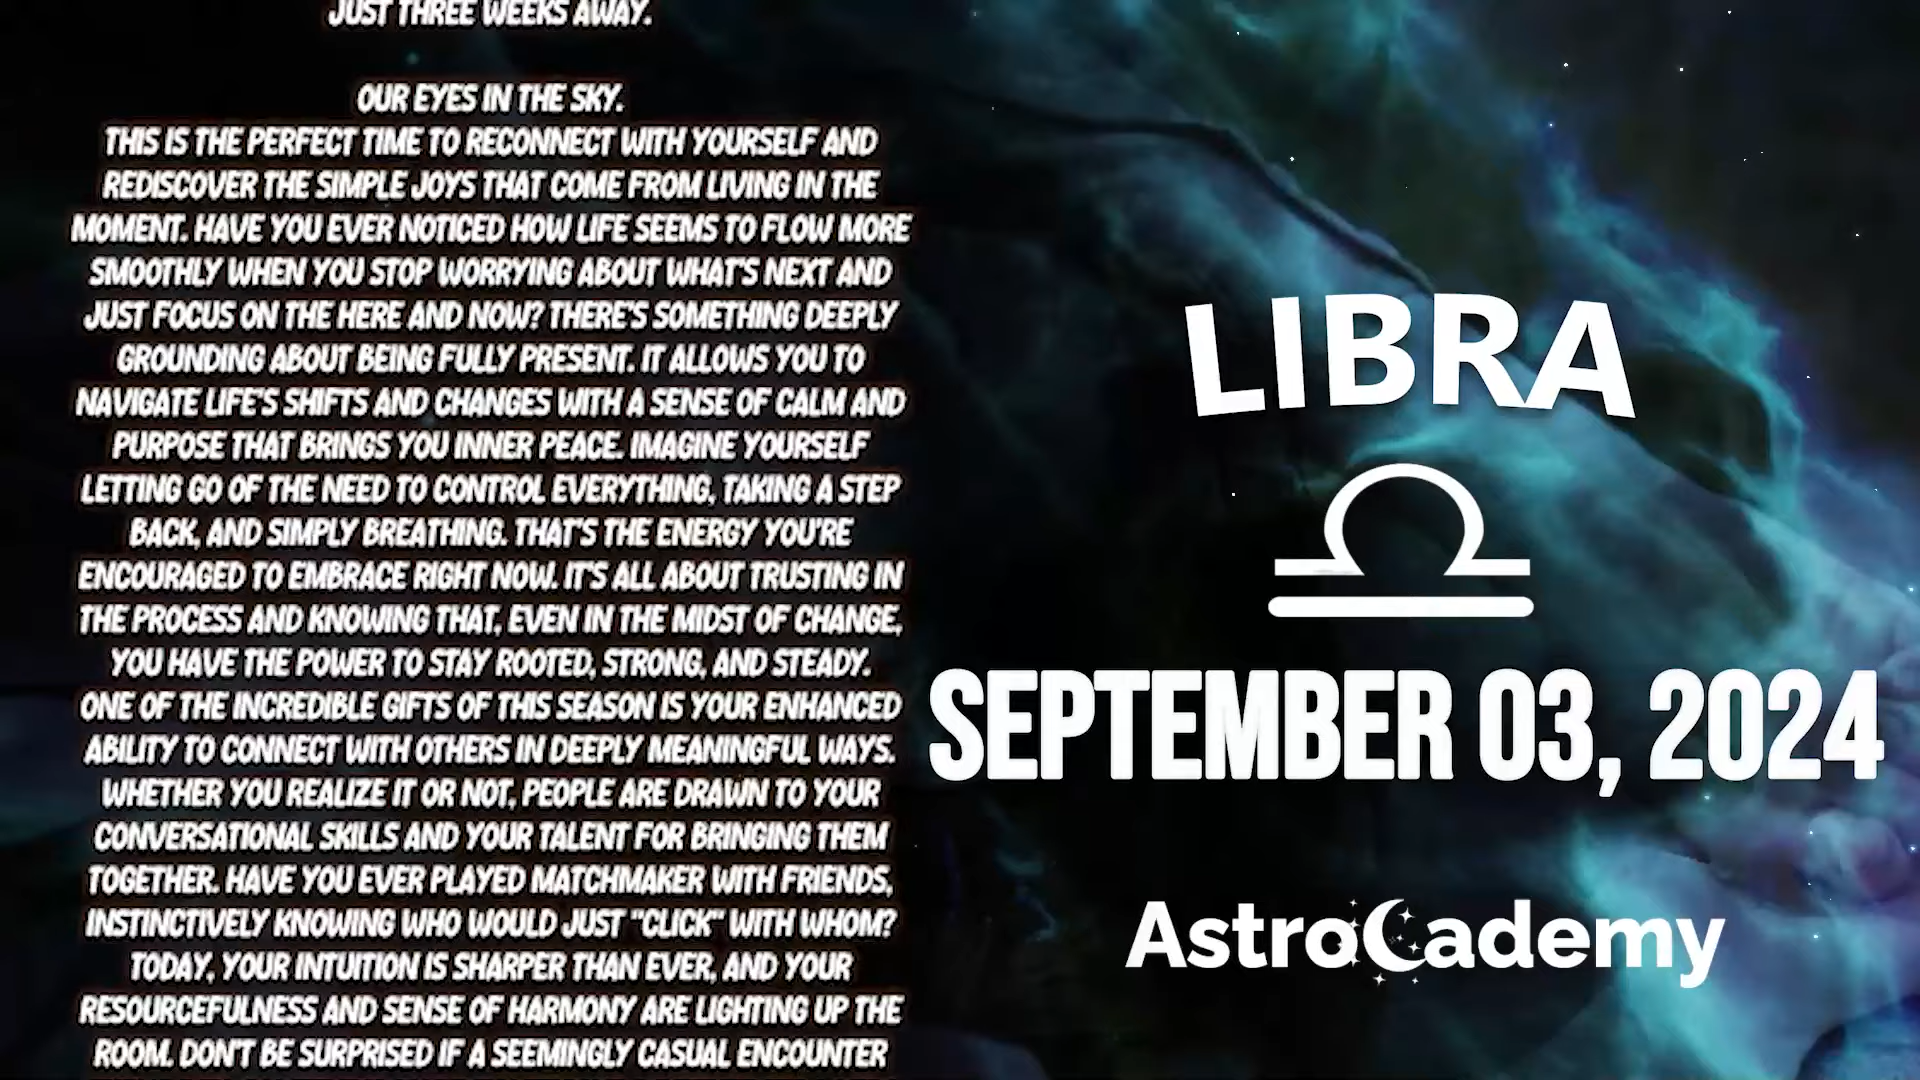 JUST THREE WEEKS AWAY.
OUR EYES IN THE SKY.
THIS IS THE PERFECT TIME TO RECONNECT WITH YOURSELF AND
REDISCOVER THE SIMPLE JOYS THAT COME FROM LIVING IN THE
MOMENT. HAVE YOU EVER NOTICED HOW LIFE SEEMS TO FLOW MORE
SMOOTHLY WHEN YOU STOP WORRYING ABOUT WHAT'S NEXT AND
JUST FOCUS ON THE HERE AND NOW? THERE'S SOMETHING DEEPLY
GROUNDING ABOUT BEING FULLY PRESENT. IT ALLOWS YOU TO
NAVIGATE LIFE'S SHIFTS AND CHANGES WITH A SENSE OF CALM AND
PURPOSE THAT BRINGS YOU INNER PEACE. IMAGINE YOURSELF
LETTING GO OF THE NEED TO CONTROL EVERYTHING, TAKING A STEP
BACK, AND SIMPLY BREATHING. THAT'S THE ENERGY YOU'RE
ENCOURAGED TO EMBRACE RIGHT NOW. IT'S ALL ABOUT TRUSTING IN
THE PROCESS AND KNOWING THAT, EVEN IN THE MIDST OF CHANGE,
YOU HAVE THE POWER TO STAY ROOTED, STRONG, AND STEADY.
ONE OF THE INCREDIBLE GIFTS OF THIS SEASON IS YOUR ENHANCED
ABILITY TO CONNECT WITH OTHERS IN DEEPLY MEANINGFUL WAYS.
WHETHER YOU REALIZE IT OR NOT, PEOPLE ARE DRAWN TO YOUR
CONVERSATIONAL SKILLS AND YOUR TALENT FOR BRINGING THEM
TOGETHER. HAVE YOU EVER PLAYED MATCHMAKER WITH FRIENDS,
INSTINCTIVELY KNOWING WHO WOULD JUST "CLICK" WITH WHOM?
TODAY, YOUR INTUITION IS SHARPER THAN EVER, AND YOUR
RESOURCEFULNESS AND SENSE OF HARMONY ARE LIGHTING UP THE
ROOM. DON'T BE SURPRISED IF A SEEMINGLY CASUAL ENCOUNTER
LIBRA
SEPTEMBER 03, 2024
AstroCademy